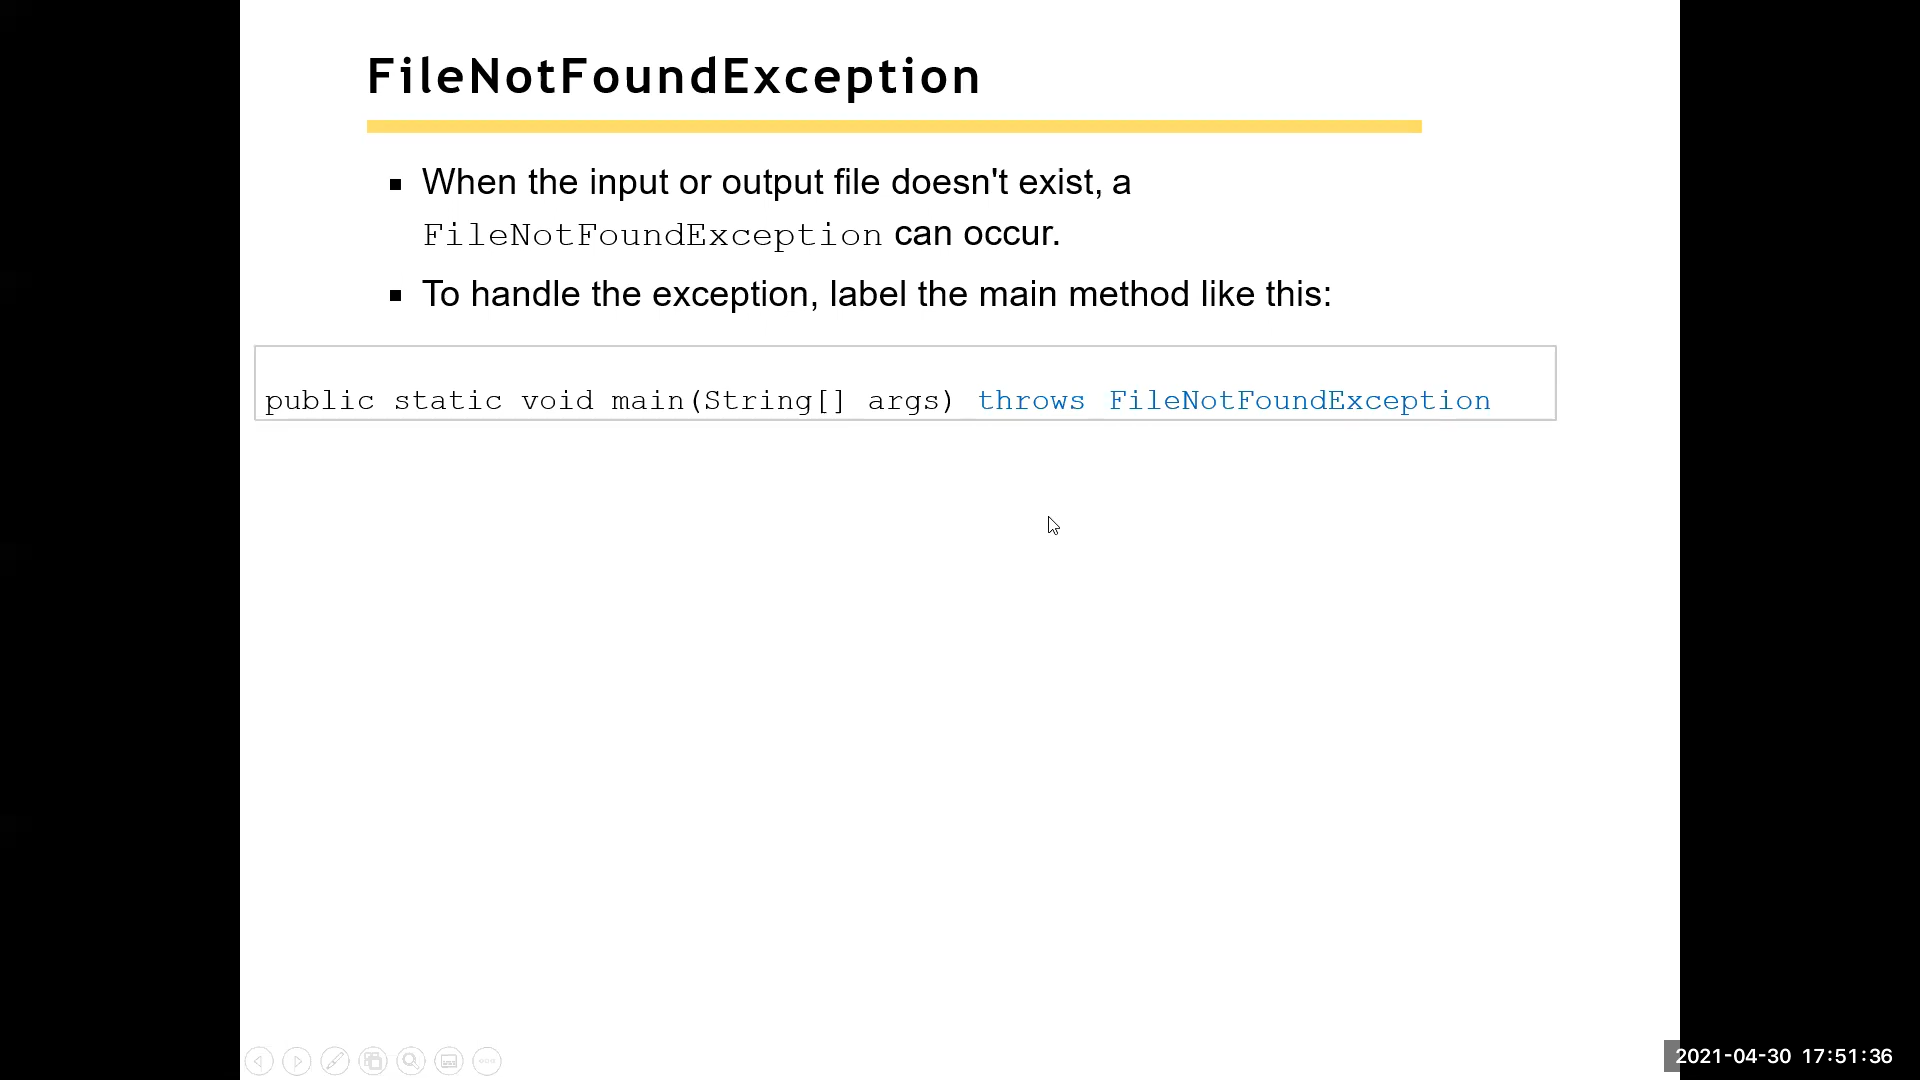 FileNotFoundException
▪ When the input or output file doesn't exist, a
FileNotFoundException can occur.
▪ To handle the exception, label the main method like this:
public static void main(String[] args) throws FileNotFoundException
2021-04-30 17:51:36